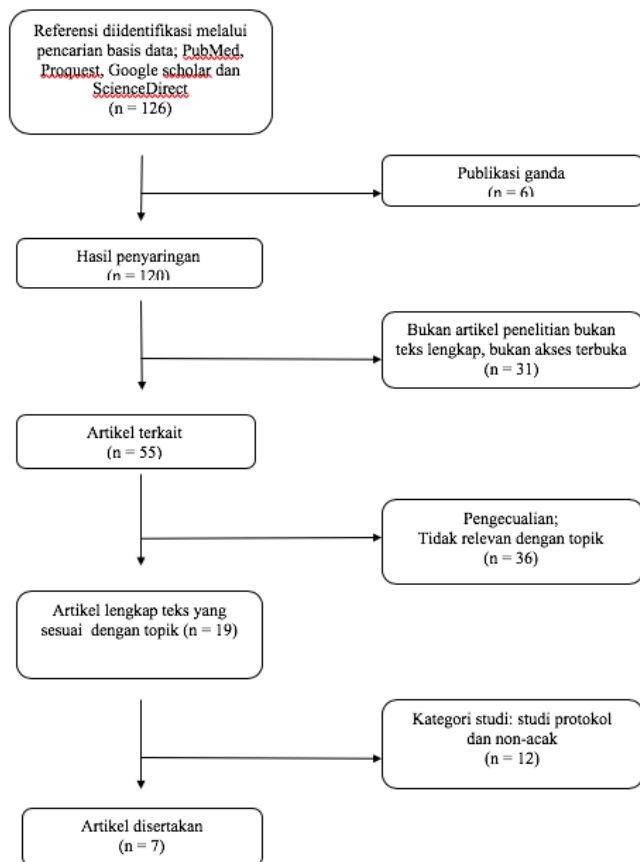 Referensi diidentifikasi melalui
pencarian basis data; PubMed,
Proquest, Google scholar dan
ScienceDirect
(n = 126)
Publikasi ganda
(n = 6)
Hasil penyaringan
(n = 120)
Bukan artikel penelitian bukan
teks lengkap, bukan akses terbuka
(n = 31)
Artikel terkait
(n = 55)
Pengecualian;
Tidak relevan dengan topik
(n = 36)
Artikel lengkap teks yang
sesuai dengan topik (n = 19)
Kategori studi: studi protokol
dan non-acak
(n = 12)
Artikel disertakan
(n = 7)